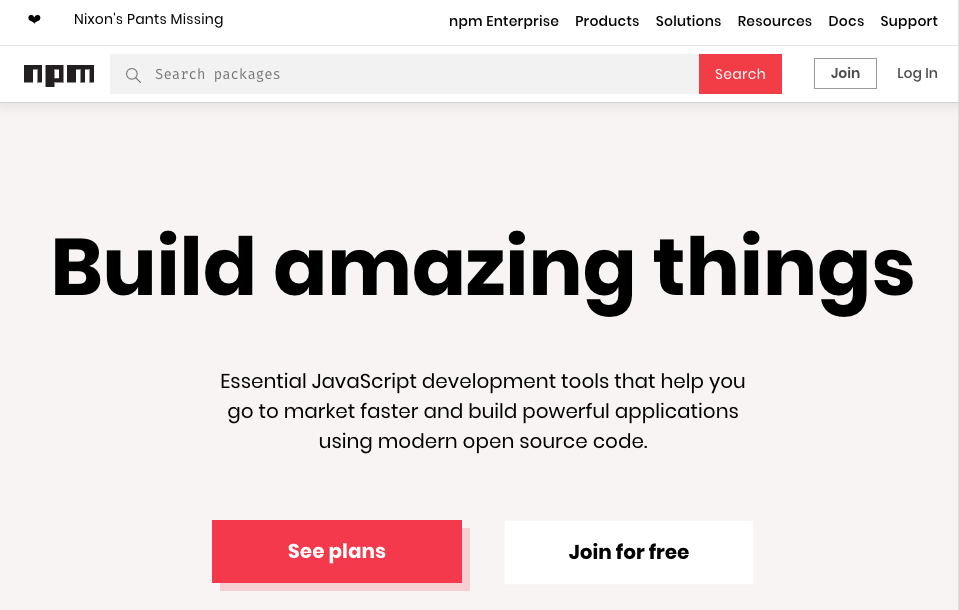 ❤ Nixon's Pants Missing npm Enterprise Products Solutions Resources Docs Support
npm Search packages Search Join Log In
Build amazing things
Essential JavaScript development tools that help you
go to market faster and build powerful applications
using modern open source code.
See plans Join for free